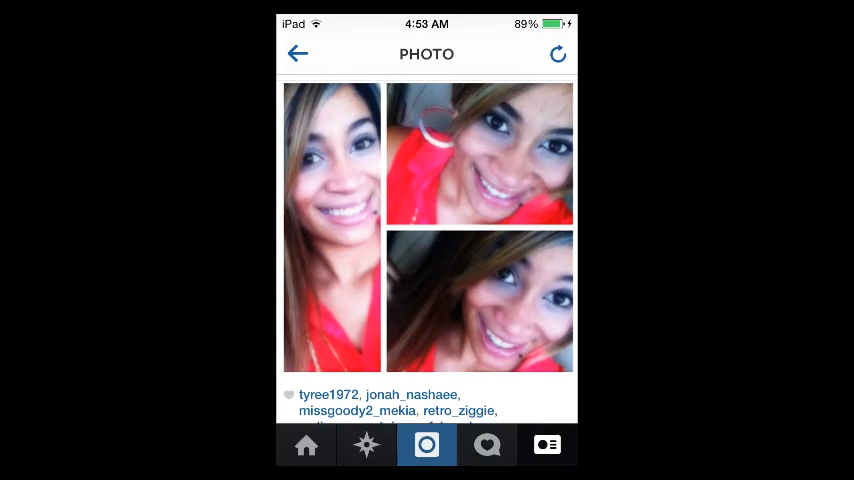 iPad 4:53 AM 89%
PHOTO
tyree1972, jonah_nashaee,
missgoody2_mekia, retro_ziggie,